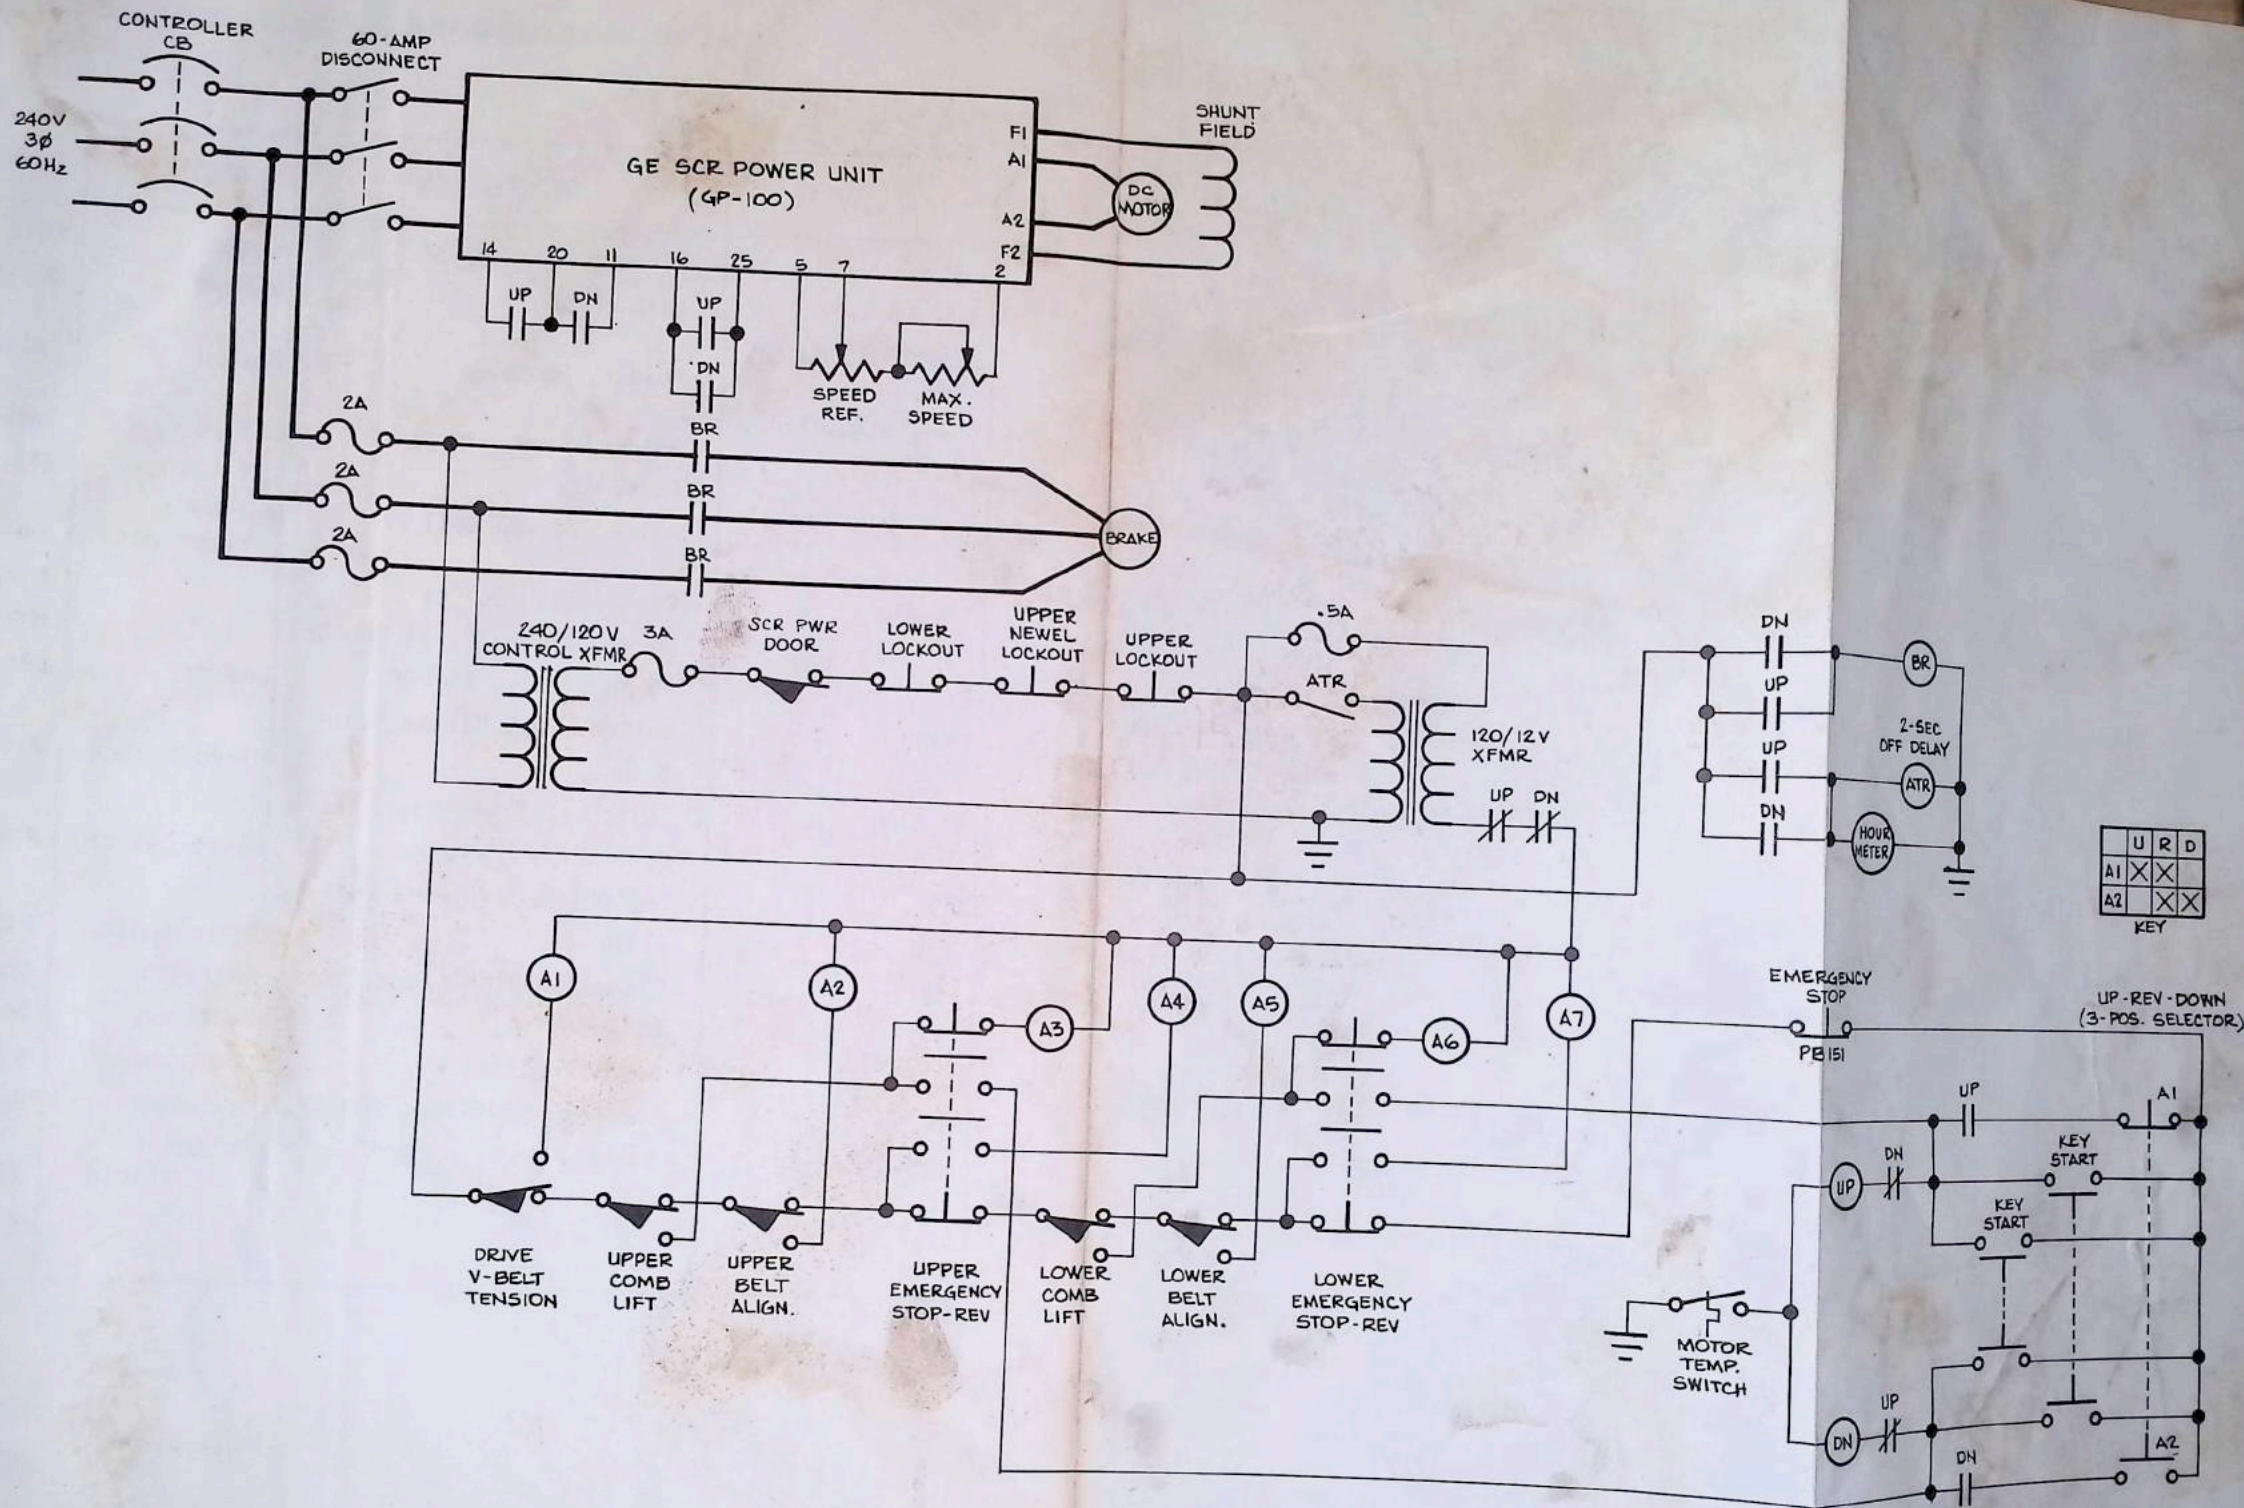 CONTROLLER
CB
60-AMP
DISCONNECT
240V
3ø
60Hz
GE SCR POWER UNIT
(GP-100)
F1
A1
A2
F2
14
20
11
16
25
5
7
2
SHUNT
FIELD
DC
MOTOR
UP
DN
UP
DN
SPEED
REF.
MAX.
SPEED
2A
2A
2A
BR
BR
BR
BRAKE
240/120V
CONTROL XFMR
3A
SCR PWR
DOOR
LOWER
LOCKOUT
UPPER
NEWEL
LOCKOUT
UPPER
LOCKOUT
.5A
ATR
120/12V
XFMR
UP
DN
DN
UP
UP
DN
BR
2-SEC
OFF DELAY
ATR
HOUR
METER
U R D
A1 X X
A2 X X
KEY
A1
A2
A3
A4
A5
A6
A7
EMERGENCY
STOP
PB151
UP-REV-DOWN
(3-POS. SELECTOR)
UP
A1
KEY
START
DN
UP
KEY
START
DRIVE
V-BELT
TENSION
UPPER
COMB
LIFT
UPPER
BELT
ALIGN.
UPPER
EMERGENCY
STOP-REV
LOWER
COMB
LIFT
LOWER
BELT
ALIGN.
LOWER
EMERGENCY
STOP-REV
MOTOR
TEMP.
SWITCH
UP
DN
DN
A2